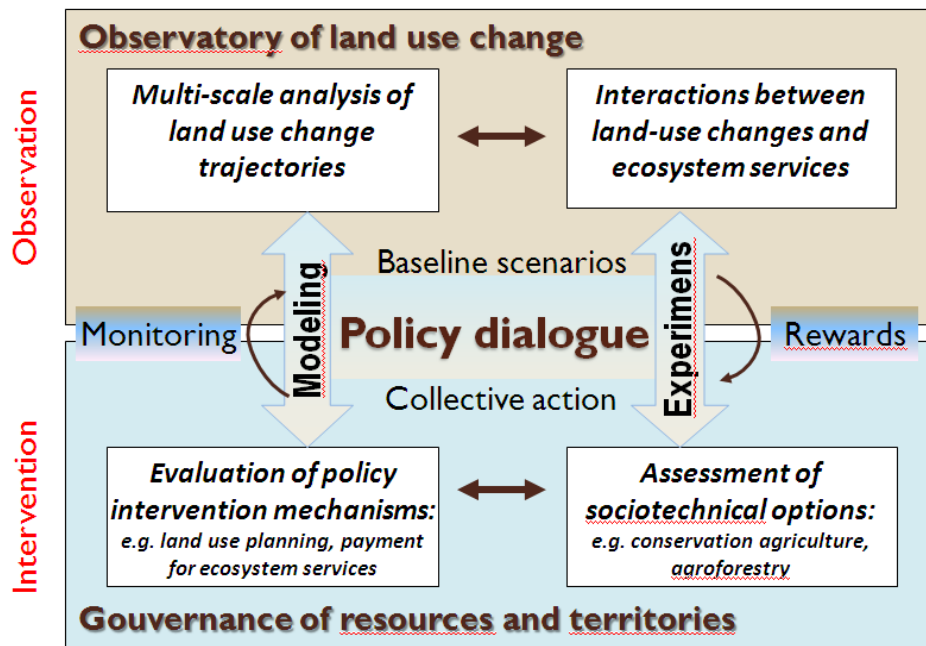 Observatory of land use change
Observation
Multi-scale analysis of
land use change
trajectories
Interactions between
land-use changes and
ecosystem services
Modeling
Baseline scenarios
Experimens
Monitoring
Policy dialogue
Rewards
Collective action
Intervention
Evaluation of policy
intervention mechanisms:
e.g. land use planning, payment
for ecosystem services
Assessment of
sociotechnical options:
e.g. conservation agriculture,
agroforestry
Gouvernance of resources and territories